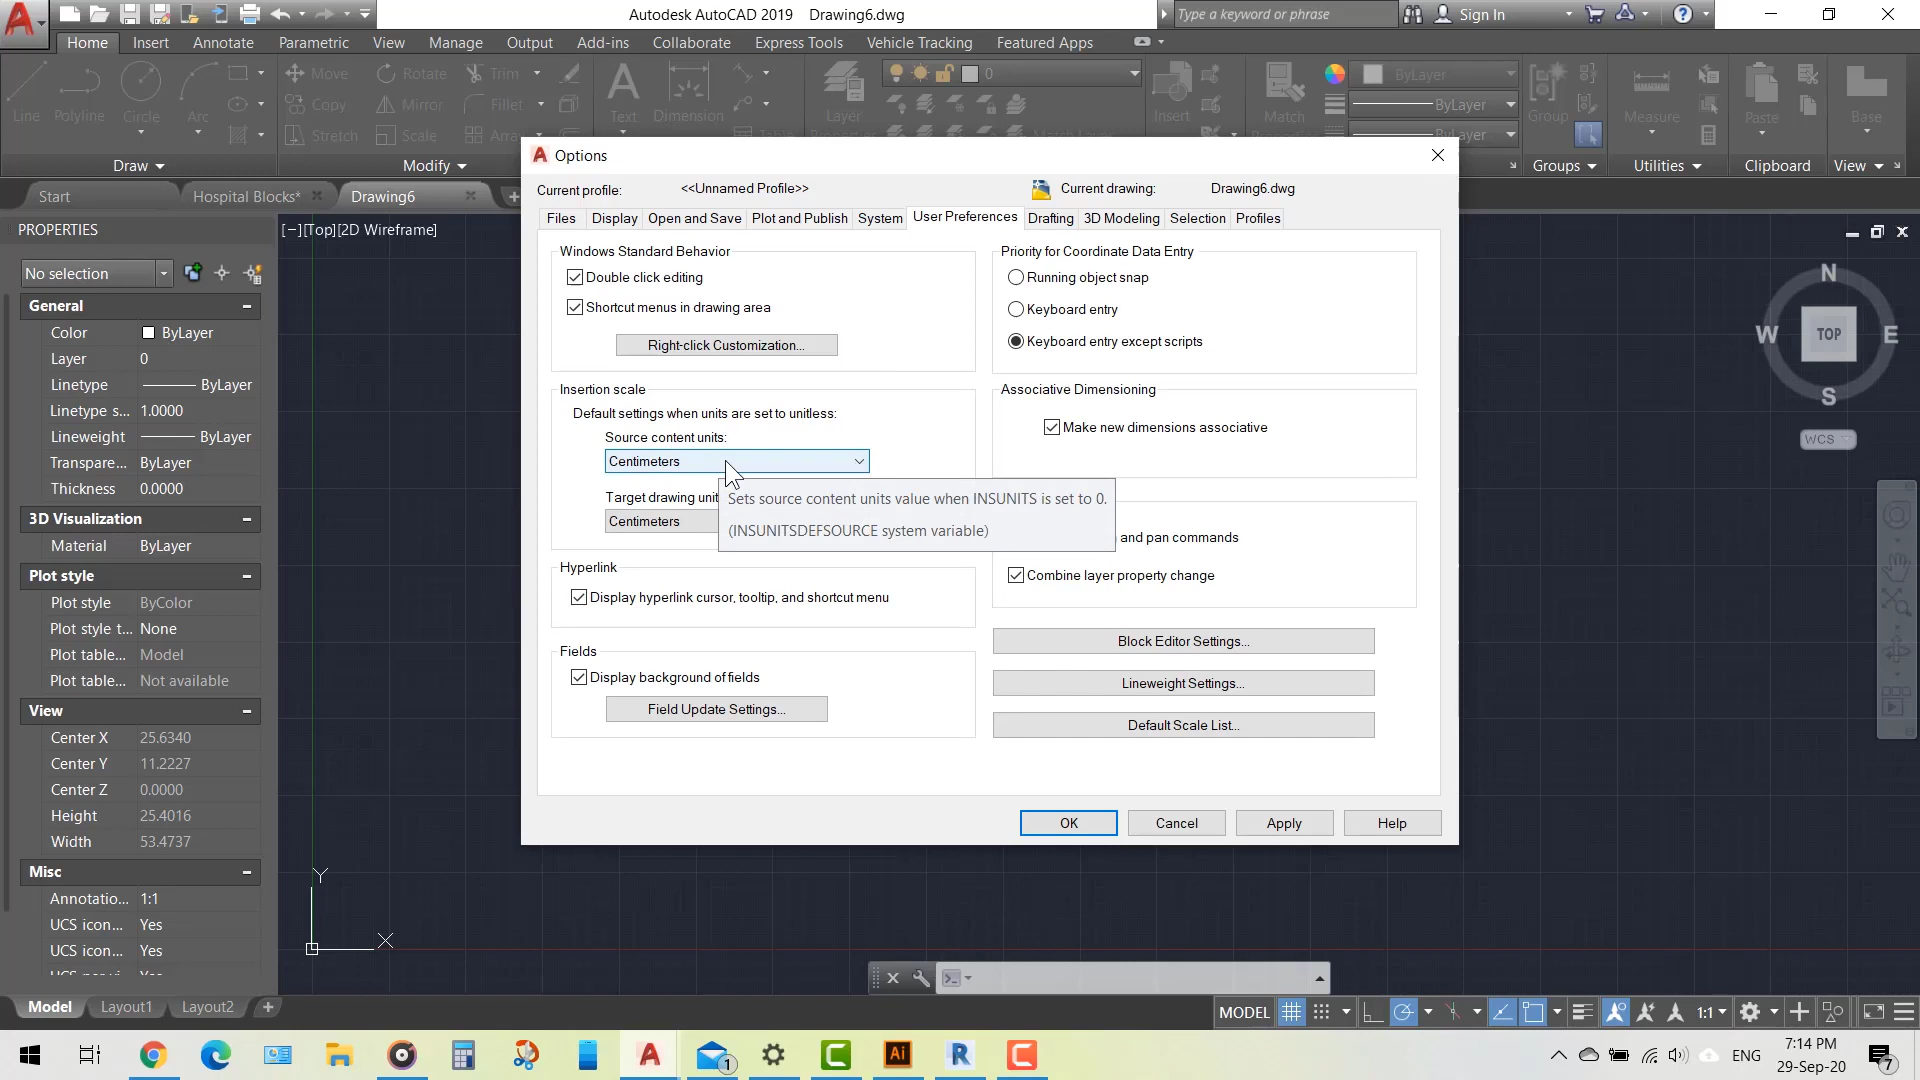 Autodesk AutoCAD 2019 Drawing6.dwg
Type a keyword or phrase
Sign In
Home Insert Annotate Parametric View Manage Output Add-ins Collaborate Express Tools Vehicle Tracking Featured Apps
Line Polyline Circle Arc
Move Rotate Trim
Copy Mirror Fillet
Stretch Scale
Text Dimension
Layer
0
Insert
Match
ByLayer
ByLayer
ByLayer
Group
Measure
Paste
Base
Draw Modify Groups Utilities Clipboard View
Start Hospital Blocks* Drawing6
PROPERTIES
No selection
General
Color ByLayer
Layer 0
Linetype ByLayer
Linetype s... 1.0000
Lineweight ByLayer
Transpare... ByLayer
Thickness 0.0000
3D Visualization
Material ByLayer
Plot style
Plot style ByColor
Plot style t... None
Plot table... Model
Plot table... Not available
View
Center X 25.6340
Center Y 11.2227
Center Z 0.0000
Height 25.4016
Width 53.4737
Misc
Annotatio... 1:1
UCS icon... Yes
UCS icon... Yes
[−][Top][2D Wireframe]
Options
Current profile: <<Unnamed Profile>> Current drawing: Drawing6.dwg
Files Display Open and Save Plot and Publish System User Preferences Drafting 3D Modeling Selection Profiles
Windows Standard Behavior
Double click editing
Shortcut menus in drawing area
Right-click Customization...
Insertion scale
Default settings when units are set to unitless:
Source content units:
Centimeters
Target drawing unit
Centimeters
Sets source content units value when INSUNITS is set to 0.
(INSUNITSDEFSOURCE system variable)
Hyperlink
Display hyperlink cursor, tooltip, and shortcut menu
Fields
Display background of fields
Field Update Settings...
Priority for Coordinate Data Entry
Running object snap
Keyboard entry
Keyboard entry except scripts
Associative Dimensioning
Make new dimensions associative
and pan commands
Combine layer property change
Block Editor Settings...
Lineweight Settings...
Default Scale List...
OK Cancel Apply Help
N
W TOP E
S
WCS
Y
X
Model Layout1 Layout2
MODEL
1:1
1
ENG
7:14 PM
29-Sep-20
7